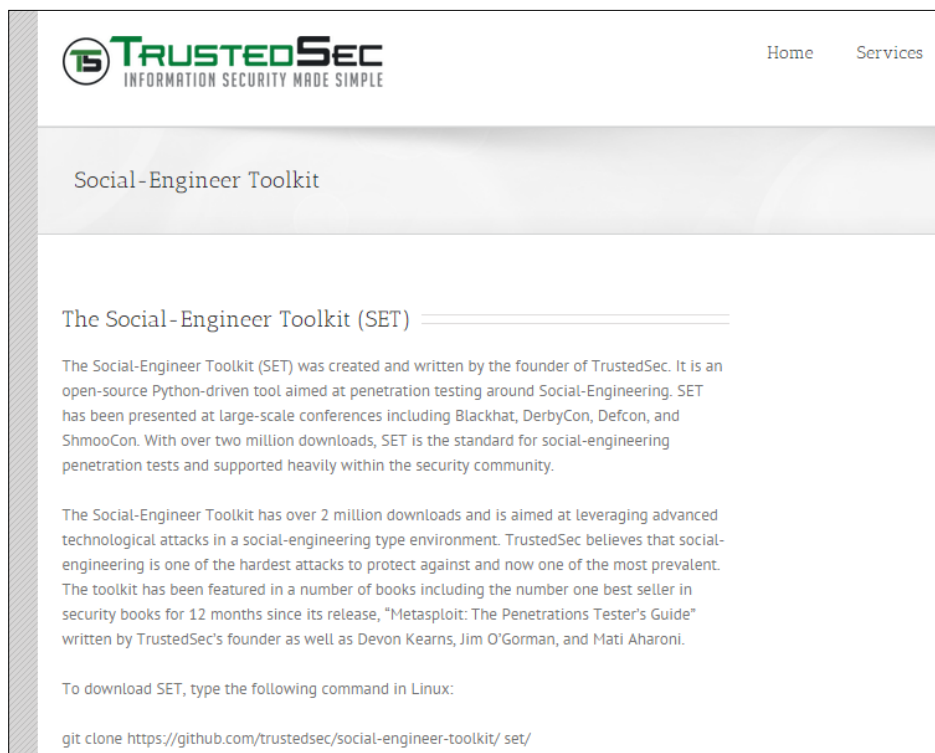 TS TRUSTEDSEC
INFORMATION SECURITY MADE SIMPLE
Home Services
Social-Engineer Toolkit
The Social-Engineer Toolkit (SET)
The Social-Engineer Toolkit (SET) was created and written by the founder of TrustedSec. It is an
open-source Python-driven tool aimed at penetration testing around Social-Engineering. SET
has been presented at large-scale conferences including Blackhat, DerbyCon, Defcon, and
ShmooCon. With over two million downloads, SET is the standard for social-engineering
penetration tests and supported heavily within the security community.
The Social-Engineer Toolkit has over 2 million downloads and is aimed at leveraging advanced
technological attacks in a social-engineering type environment. TrustedSec believes that social-
engineering is one of the hardest attacks to protect against and now one of the most prevalent.
The toolkit has been featured in a number of books including the number one best seller in
security books for 12 months since its release, “Metasploit: The Penetrations Tester’s Guide”
written by TrustedSec’s founder as well as Devon Kearns, Jim O’Gorman, and Mati Aharoni.
To download SET, type the following command in Linux:
git clone https://github.com/trustedsec/social-engineer-toolkit/ set/